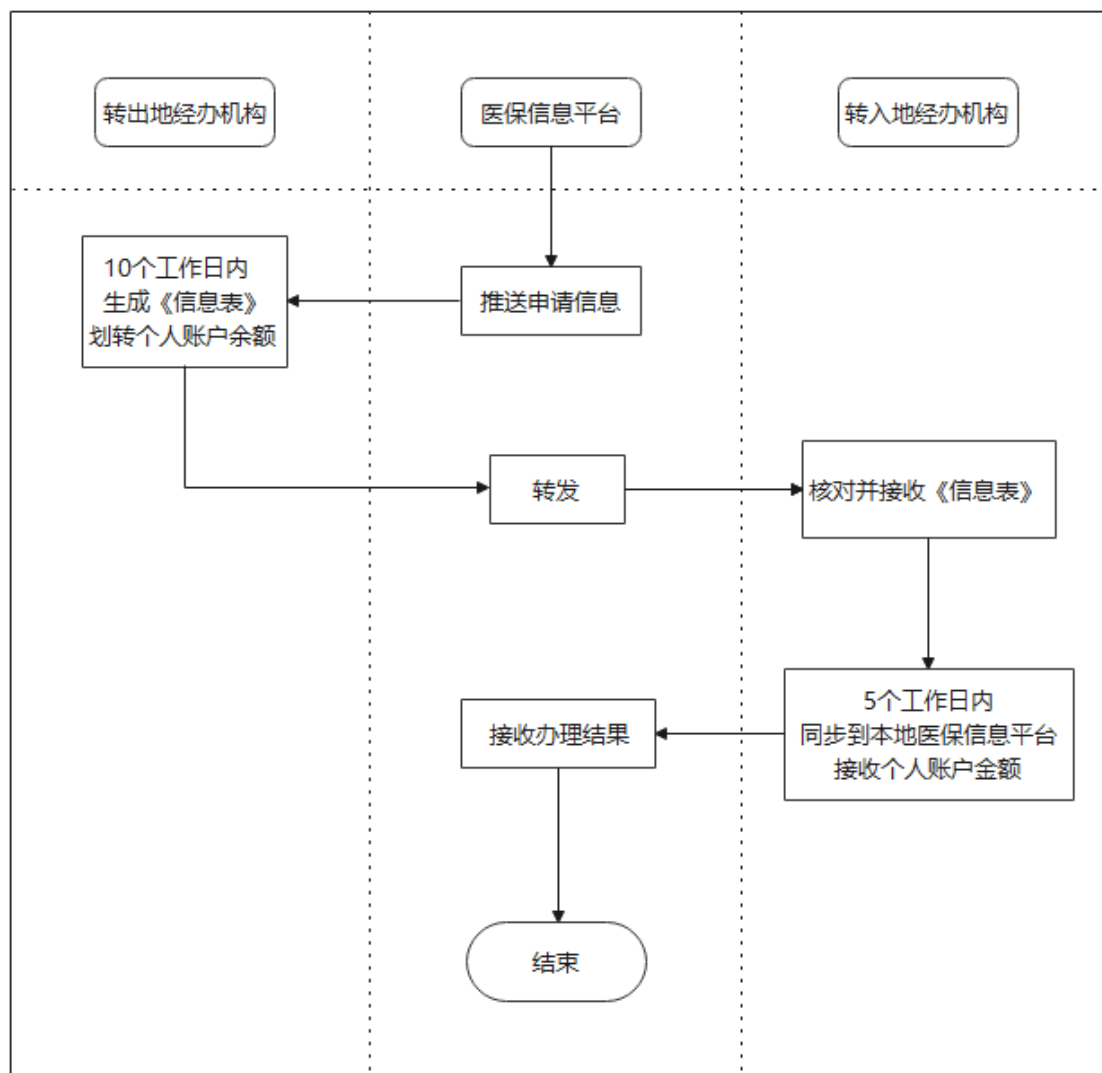 转出地经办机构
医保信息平台
转入地经办机构
10个工作日内
生成《信息表》
划转个人账户余额
推送申请信息
转发
核对并接收《信息表》
5个工作日内
同步到本地医保信息平台
接收个人账户金额
接收办理结果
结束